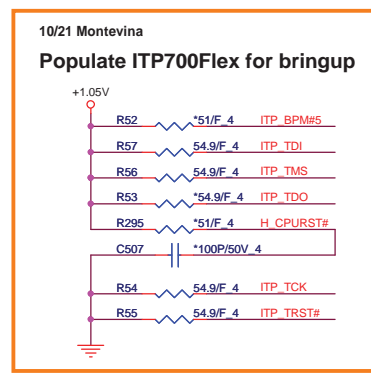 10/21 Montevina
Populate ITP700Flex for bringup
+1.05V
R52 *51/F_4 ITP_BPM#5
R57 54.9/F_4 ITP_TDI
R56 54.9/F_4 ITP_TMS
R53 *54.9/F_4 ITP_TDO
R295 *51/F_4 H_CPURST#
C507 *100P/50V_4
R54 54.9/F_4 ITP_TCK
R55 54.9/F_4 ITP_TRST#